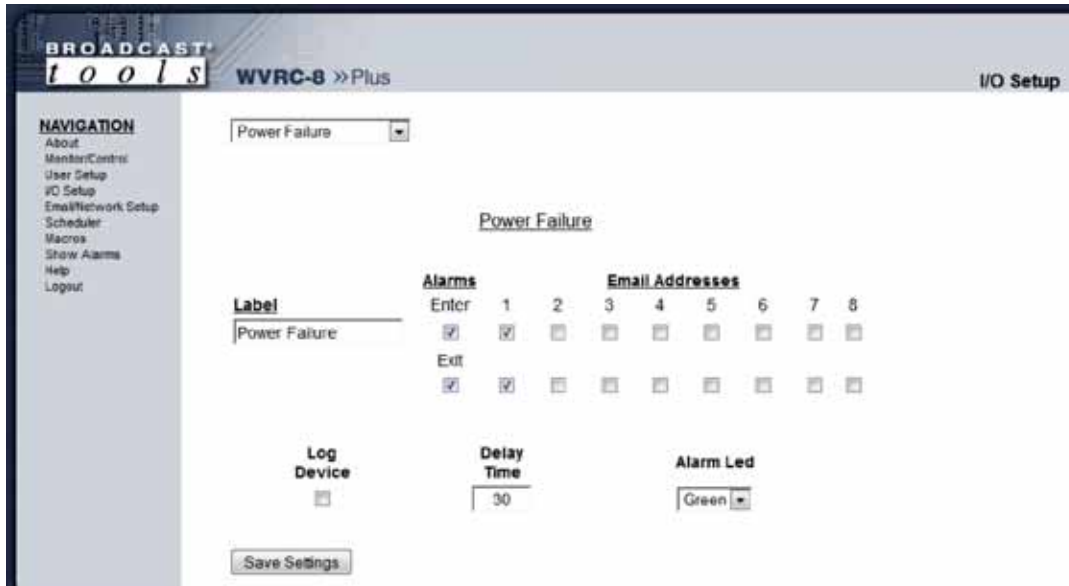 BROADCAST®
tools
WVRC-8 »Plus
I/O Setup
NAVIGATION
About
Monitor/Control
User Setup
I/O Setup
Email/Network Setup
Scheduler
Macros
Show Alarms
Help
Logout
Power Failure
Power Failure
Alarms Email Addresses
Label Enter 1 2 3 4 5 6 7 8
Power Failure
Exit
Log Device
Delay Time
Alarm Led
30
Green
Save Settings